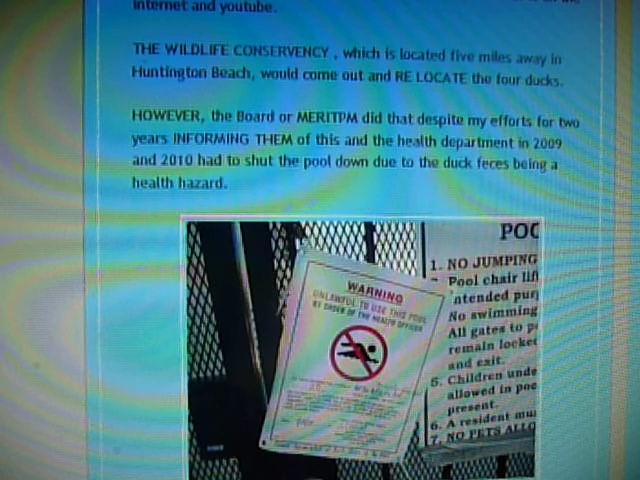 internet and youtube.
THE WILDLIFE CONSERVENCY , which is located five miles away in
Huntington Beach, would come out and RE LOCATE the four ducks.
HOWEVER, the Board or MERITPM did that despite my efforts for two
years INFORMING THEM of this and the health department in 2009
and 2010 had to shut the pool down due to the duck feces being a
health hazard.
WARNING
UNLAWFUL TO USE THIS POOL
BY ORDER OF THE HEALTH OFFICER
POO
1. NO JUMPING
Pool chair lif
intended pur
No swimming
All gates to p
remain locke
and exit.
5. Children unde
allowed in poo
present.
6. A resident mu
7. NO PETS ALLO